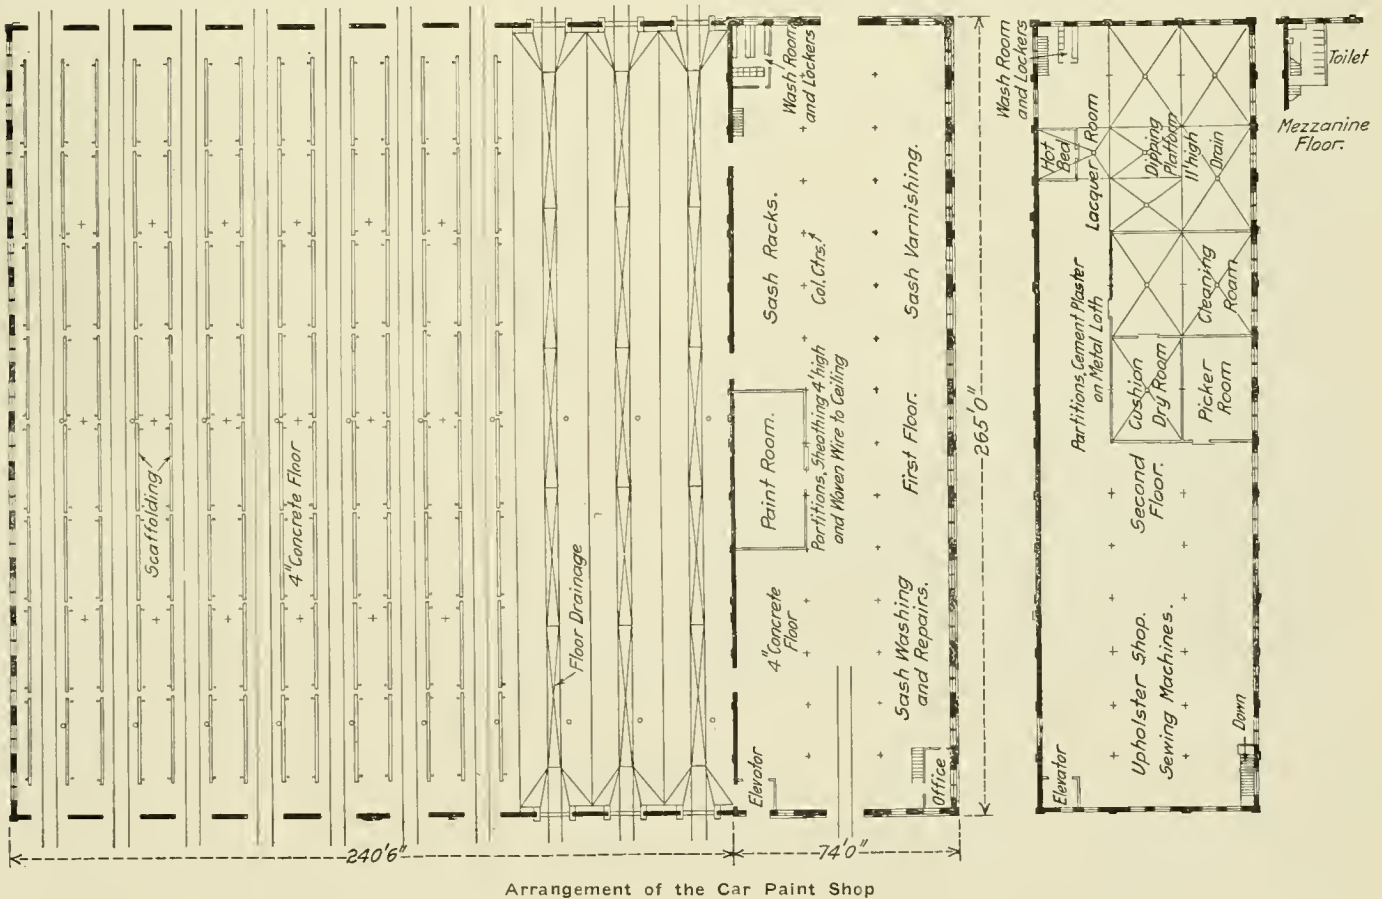 Scaffolding
4"Concrete Floor
Floor Drainage
Wash Room
and Lockers
Sash Racks.
Col. Ctrs.
Sash Varnishing.
Paint Room.
Partitions, Sheathing 4'high
and Woven Wire to Ceiling
First Floor.
4"Concrete
Floor
Sash Washing
and Repairs.
Elevator
Office
240'6"
74'0"
265'0"
Wash Room
and Lockers
Hot
Bed
Lacquer Room
Dipping
Platform
11'high
Drain
Partitions, Cement Plaster
on Metal Lath
Cleaning
Room
Cushion
Dry Room
Picker
Room
Second
Floor.
Upholster Shop.
Sewing Machines.
Down
Elevator
Toilet
Mezzanine
Floor.
Arrangement of the Car Paint Shop